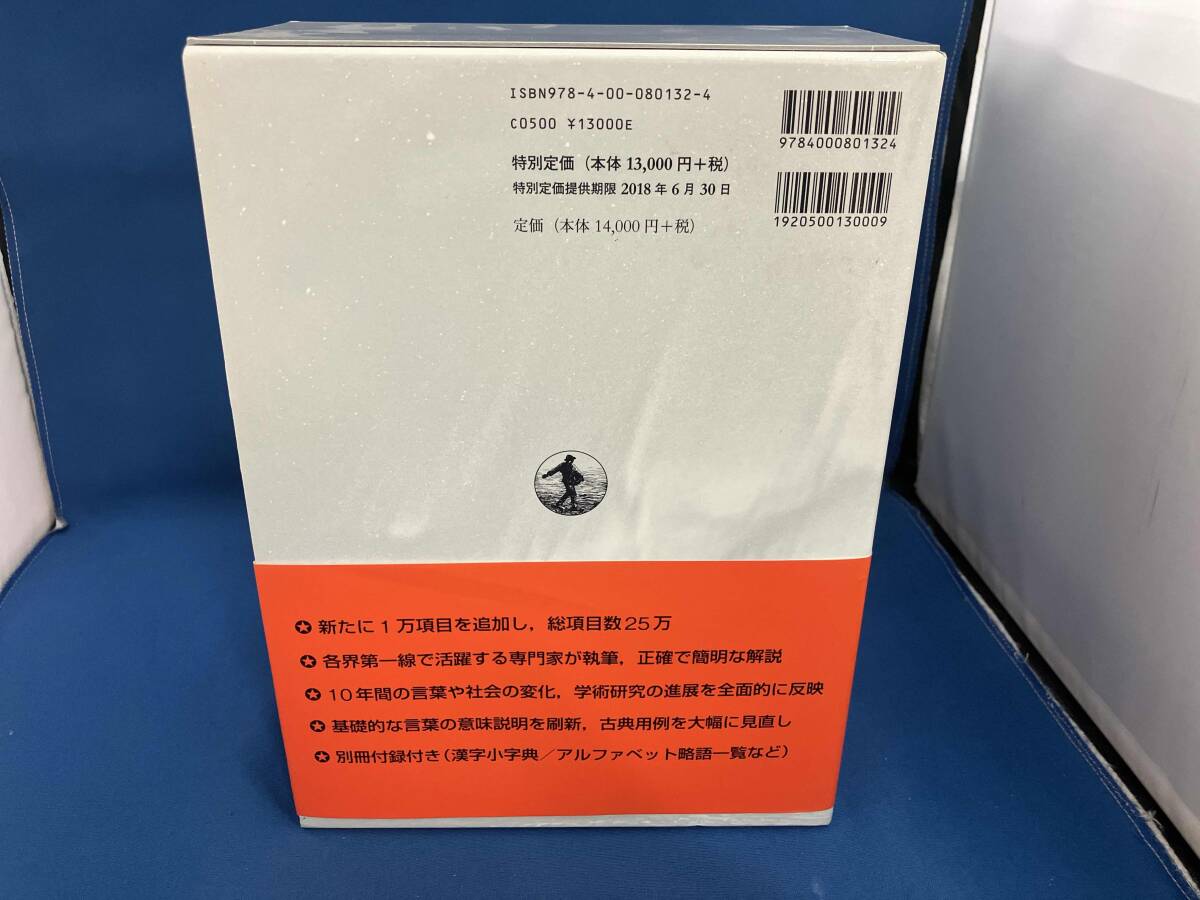 ISBN978-4-00-080132-4
C0500 ¥13000E
9784000801324
特別定価（本体 13,000 円＋税）
特別定価提供期限 2018 年 6 月 30 日
1920500130009
定価（本体 14,000 円＋税）
✪ 新たに1万項目を追加し，総項目数25万
✪ 各界第一線で活躍する専門家が執筆，正確で簡明な解説
✪ 10年間の言葉や社会の変化，学術研究の進展を全面的に反映
✪ 基礎的な言葉の意味説明を刷新，古典用例を大幅に見直し
✪ 別冊付録付き（漢字小字典／アルファベット略語一覧など）